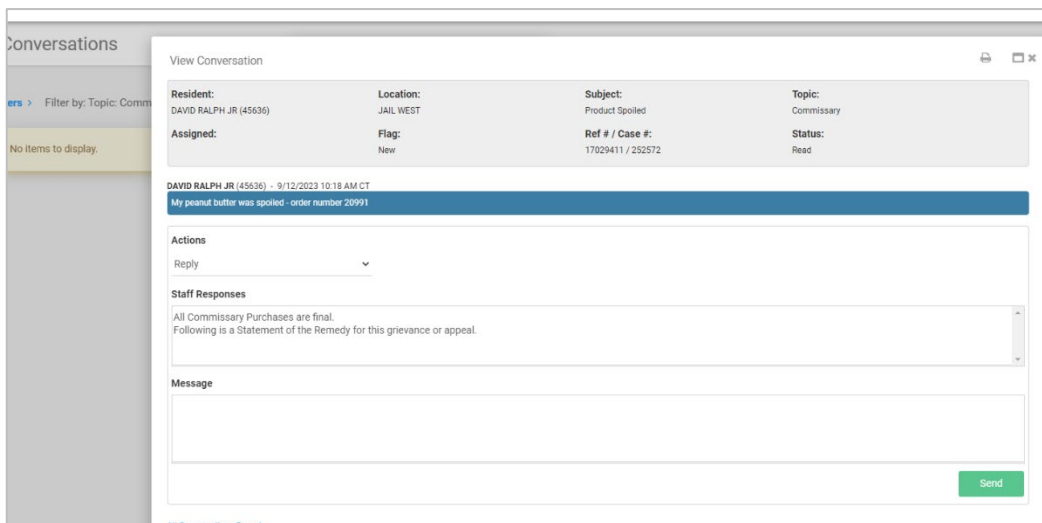 Conversations
View Conversation
ers > Filter by: Topic: Comm
No items to display.
Resident: Location: Subject: Topic:
DAVID RALPH JR (45636) JAIL WEST Product Spoiled Commissary
Assigned: Flag: Ref # / Case #: Status:
New 17029411 / 252572 Read
DAVID RALPH JR (45636) - 9/12/2023 10:18 AM CT
My peanut butter was spoiled - order number 20991
Actions
Reply
Staff Responses
All Commissary Purchases are final.
Following is a Statement of the Remedy for this grievance or appeal.
Message
Send